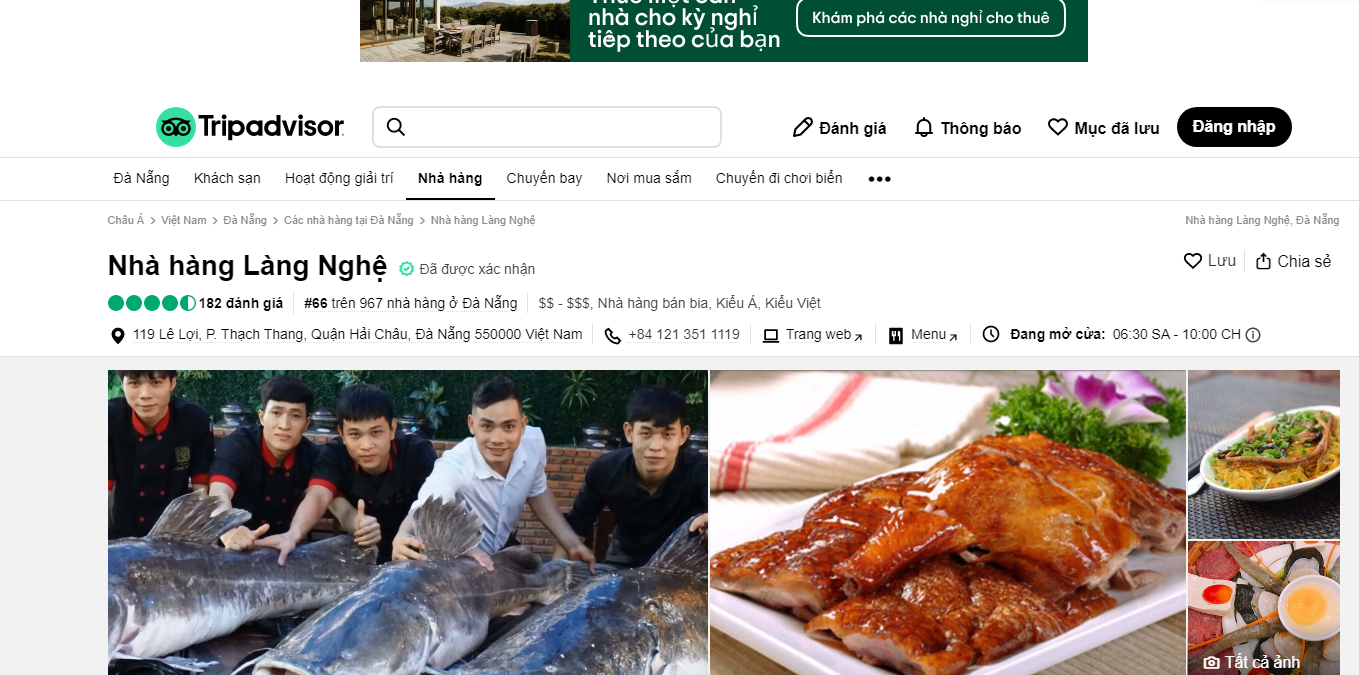 nhà cho kỳ nghỉ
tiếp theo của bạn
Khám phá các nhà nghỉ cho thuê
Tripadvisor
Đánh giá
Thông báo
Mục đã lưu
Đăng nhập
Đà Nẵng
Khách sạn
Hoạt động giải trí
Nhà hàng
Chuyến bay
Nơi mua sắm
Chuyến đi chơi biển
Châu Á > Việt Nam > Đà Nẵng > Các nhà hàng tại Đà Nẵng > Nhà hàng Làng Nghệ
Nhà hàng Làng Nghệ, Đà Nẵng
Nhà hàng Làng Nghệ
Đã được xác nhận
Lưu
Chia sẻ
182 đánh giá
#66 trên 967 nhà hàng ở Đà Nẵng
$$ - $$$, Nhà hàng bán bia, Kiểu Á, Kiểu Việt
119 Lê Lợi, P. Thạch Thang, Quận Hải Châu, Đà Nẵng 550000 Việt Nam
+84 121 351 1119
Trang web
Menu
Đang mở cửa: 06:30 SA - 10:00 CH
Tất cả ảnh